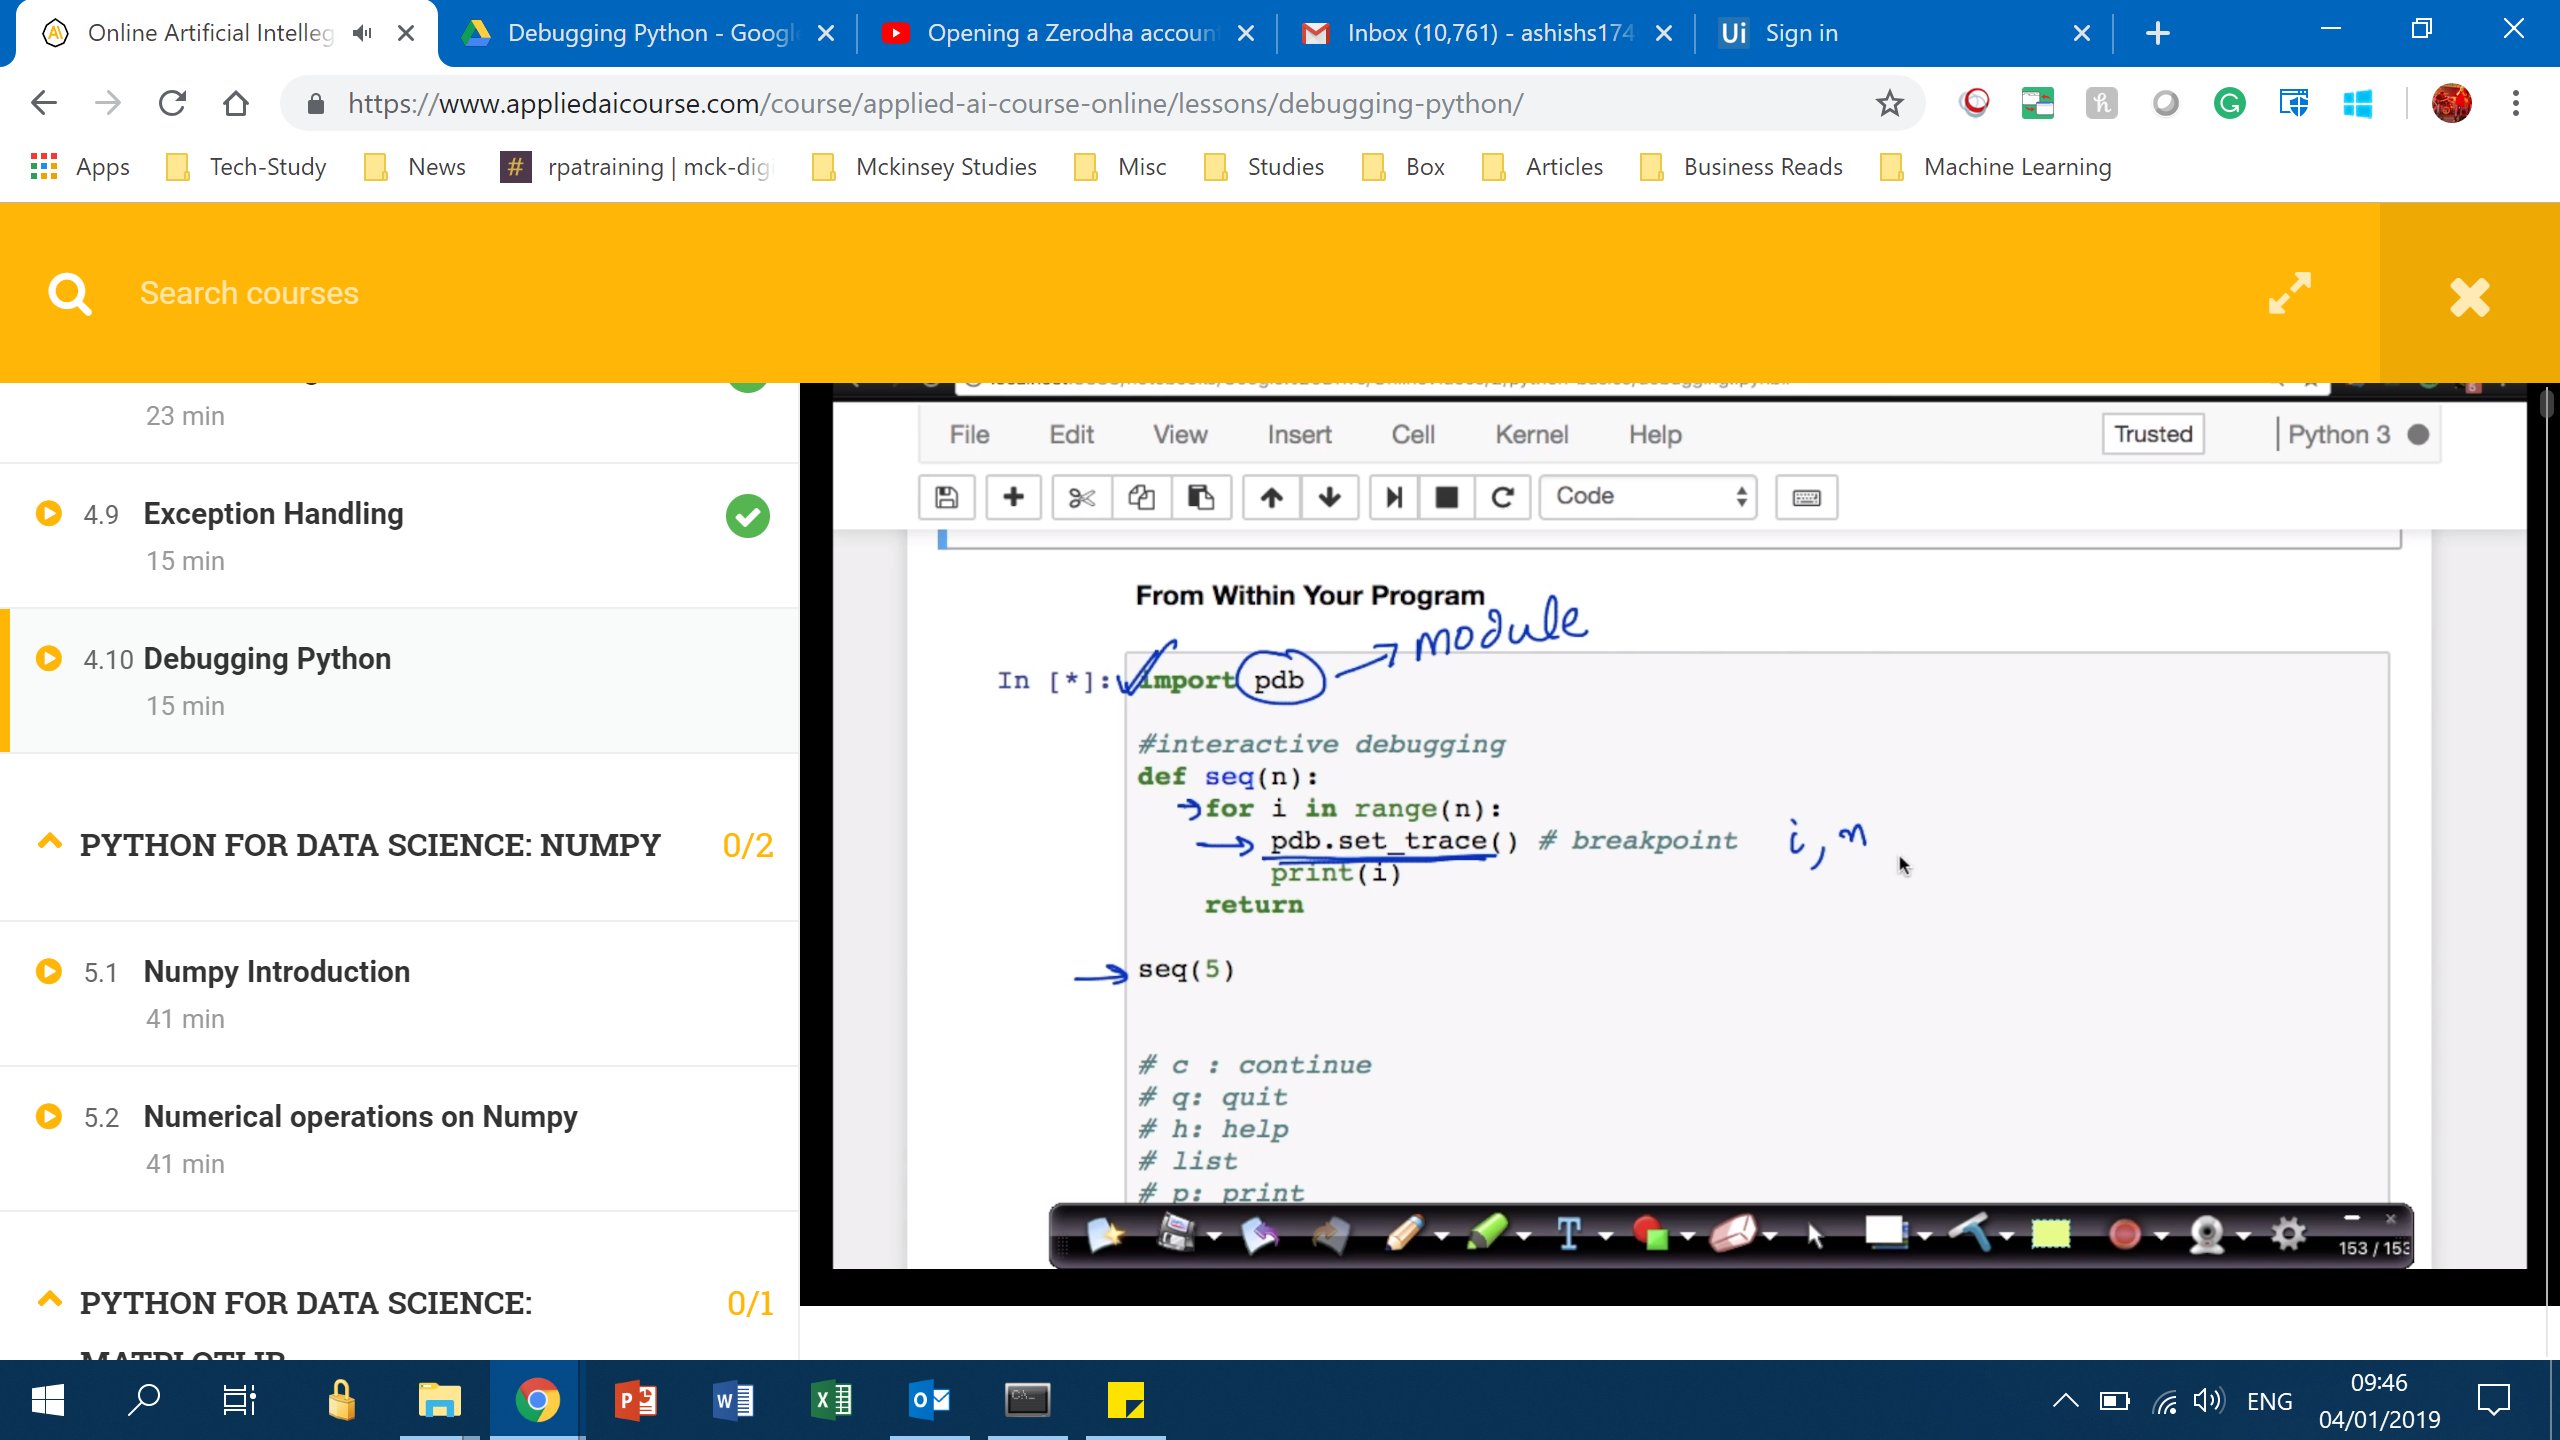 Online Artificial Intelleg
Debugging Python - Googl
Opening a Zerodha accoun
Inbox (10,761) - ashishs174
Ui Sign in
https://www.appliedaicourse.com/course/applied-ai-course-online/lessons/debugging-python/
Apps
Tech-Study
News
# rpatraining | mck-digi
Mckinsey Studies
Misc
Studies
Box
Articles
Business Reads
Machine Learning
Search courses
23 min
4.9 Exception Handling
15 min
4.10 Debugging Python
15 min
PYTHON FOR DATA SCIENCE: NUMPY 0/2
5.1 Numpy Introduction
41 min
5.2 Numerical operations on Numpy
41 min
PYTHON FOR DATA SCIENCE: 0/1
MATPLOTLIB
File Edit View Insert Cell Kernel Help Trusted Python 3
Code
From Within Your Program
module
In [*]: import pdb
#interactive debugging
def seq(n):
for i in range(n):
pdb.set_trace() # breakpoint i, n
print(i)
return
seq(5)
# c : continue
# q: quit
# h: help
# list
# p: print
153 / 153
ENG
09:46
04/01/2019